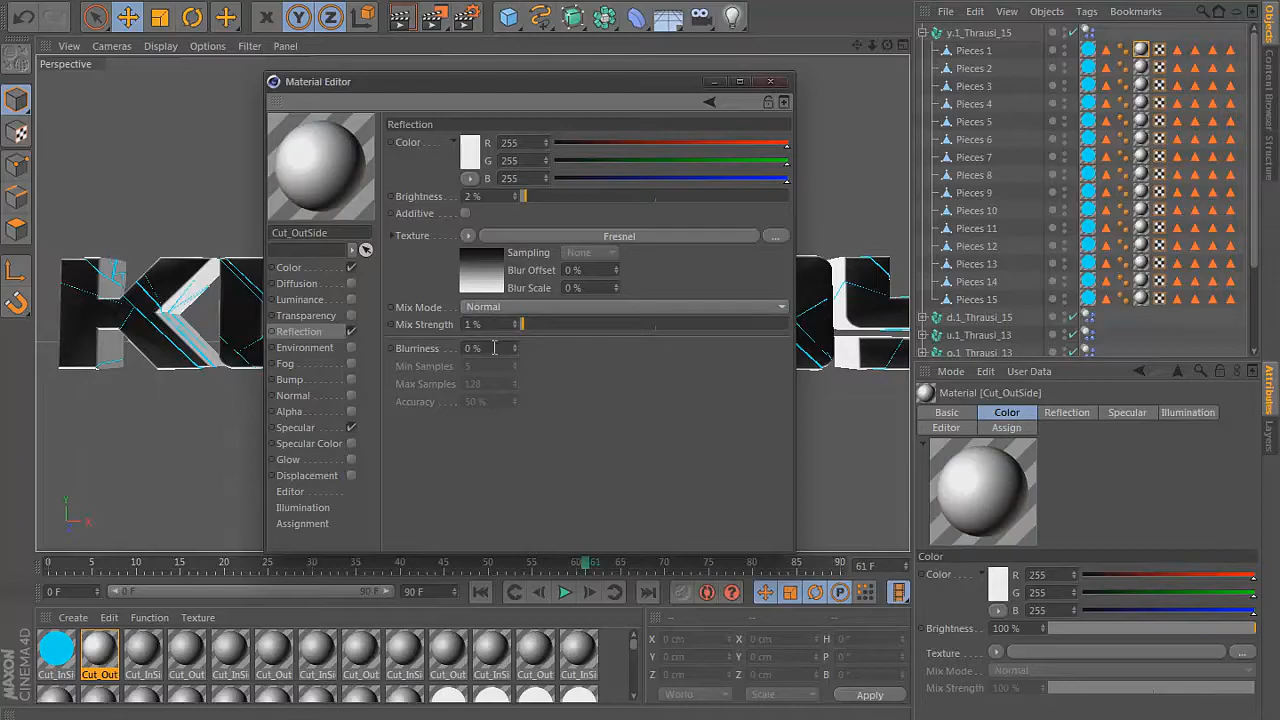 File Edit View Objects Tags Bookmarks
View Cameras Display Options Filter Panel
Perspective
Material Editor
Reflection
Color R 255
G 255
B 255
Brightness 2 %
Additive
Texture Fresnel ...
Sampling None
Blur Offset 0 %
Blur Scale 0 %
Mix Mode Normal
Mix Strength 1 %
Blurriness 0 %
Min Samples 5
Max Samples 128
Accuracy 50 %
Cut_OutSide
Color
Diffusion
Luminance
Transparency
Reflection
Environment
Fog
Bump
Normal
Alpha
Specular
Specular Color
Glow
Displacement
Editor
Illumination
Assignment
y.1_Thrausi_15
Pieces 1
Pieces 2
Pieces 3
Pieces 4
Pieces 5
Pieces 6
Pieces 7
Pieces 8
Pieces 9
Pieces 10
Pieces 11
Pieces 12
Pieces 13
Pieces 14
Pieces 15
d.1_Thrausi_15
u.1_Thrausi_13
o.1_Thrausi_13
Objects
Content Browser
Structure
Attributes
Layers
Mode Edit User Data
Material [Cut_OutSide]
Basic Color Reflection Specular Illumination
Editor Assign
Color
Color R 255
G 255
B 255
Brightness 100 %
Texture ...
Mix Mode Normal
Mix Strength 100 %
Y
X
0 5 10 15 20 25 30 35 40 45 50 55 60 61 65 70 75 80 85 90 61 F
0 F 0 F 90 F 90 F
Create Edit Function Texture
Cut_InSi Cut_Out Cut_InSi Cut_Out Cut_InSi Cut_Out Cut_InSi Cut_Out Cut_InSi Cut_Out Cut_InSi Cut_Out Cut_InSi
X 0 cm X 0 cm H 0 °
Y 0 cm Y 0 cm P 0 °
Z 0 cm Z 0 cm B 0 °
World Scale Apply
MAXON
CINEMA 4D